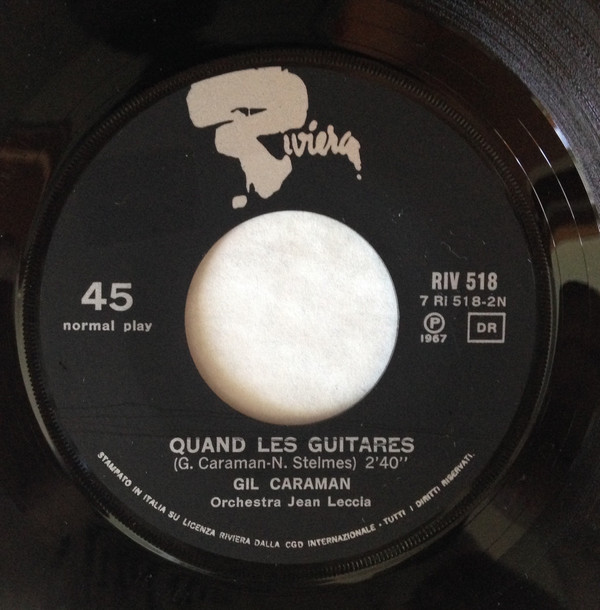 Riviera
45
normal play
RIV 518
7 Ri 518-2N
Ⓟ
1967
DR
QUAND LES GUITARES
(G. Caraman-N. Stelmes) 2'40''
GIL CARAMAN
Orchestra Jean Leccia
STAMPATO IN ITALIA SU LICENZA RIVIERA DALLA CGD INTERNAZIONALE - TUTTI I DIRITTI RISERVATI.